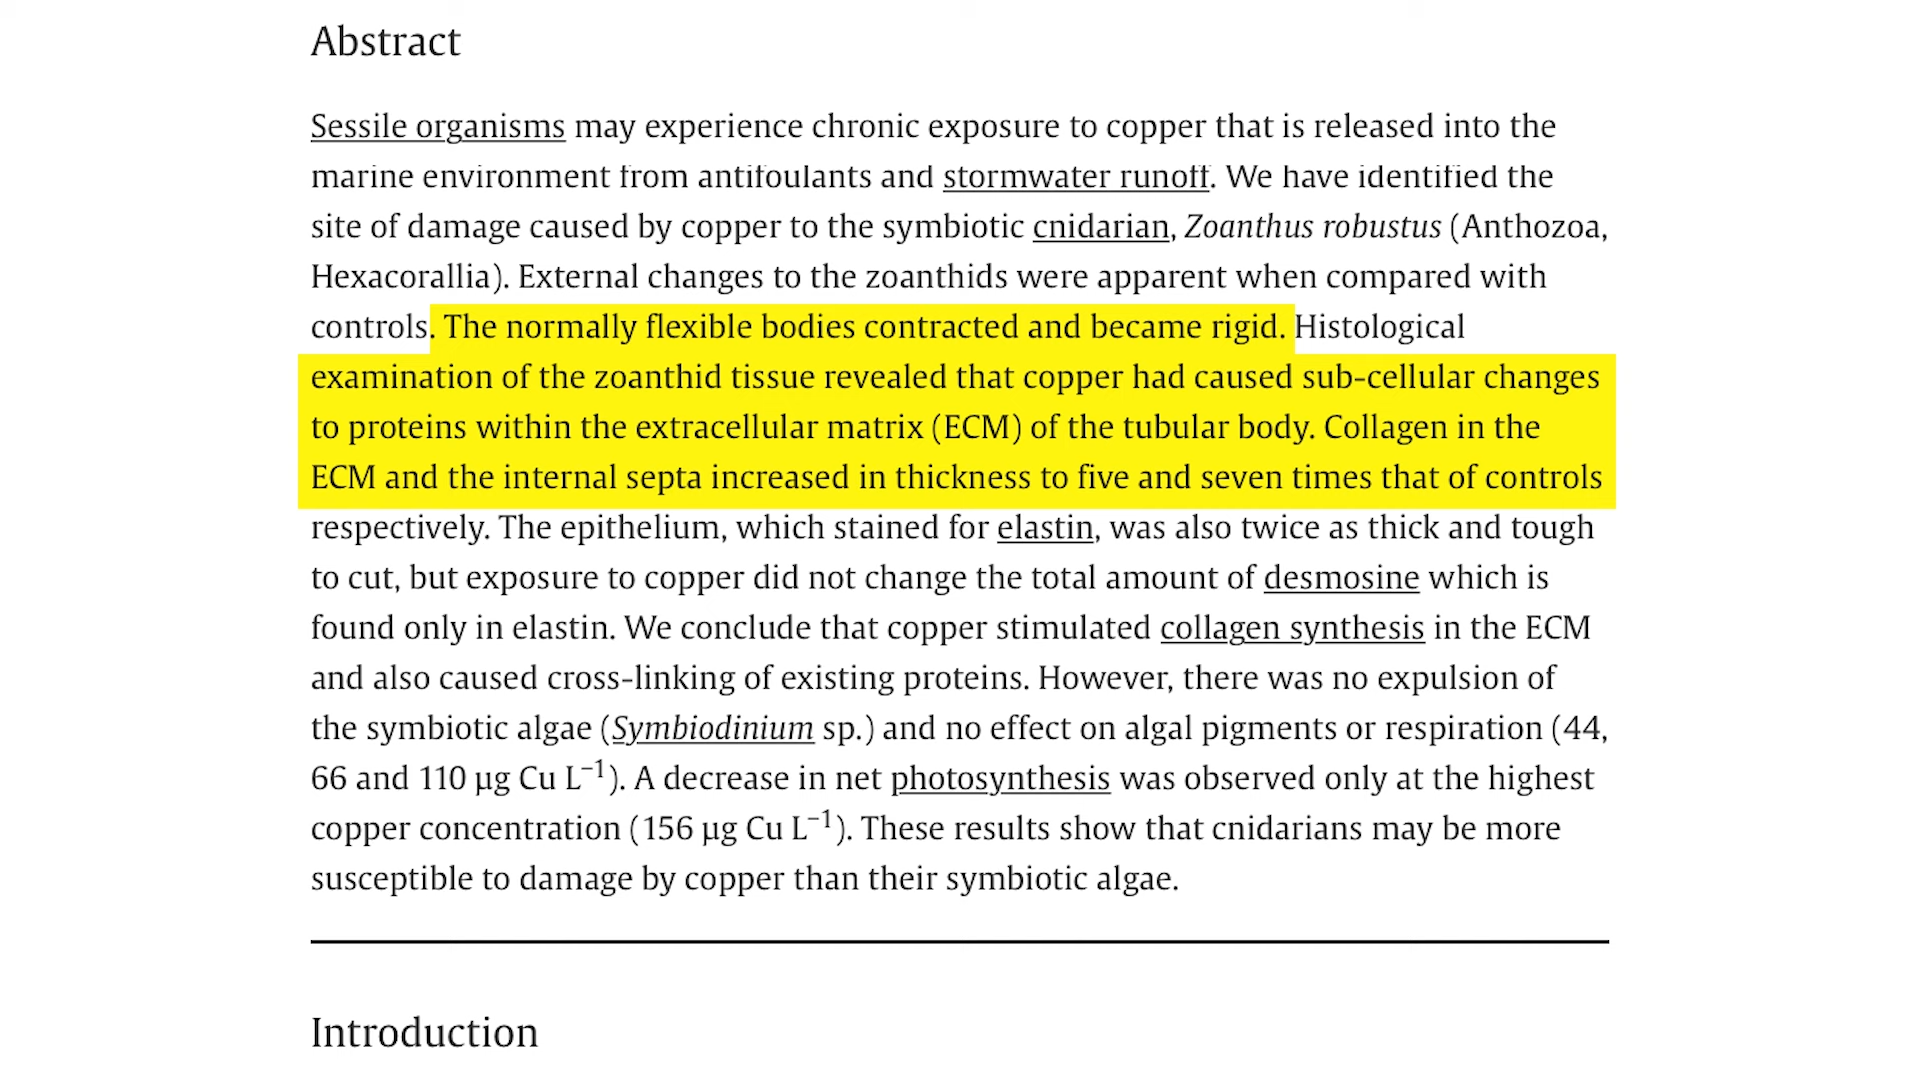 Abstract
Sessile organisms may experience chronic exposure to copper that is released into the
marine environment from antifoulants and stormwater runoff. We have identified the
site of damage caused by copper to the symbiotic cnidarian, Zoanthus robustus (Anthozoa,
Hexacorallia). External changes to the zoanthids were apparent when compared with
controls. The normally flexible bodies contracted and became rigid. Histological
examination of the zoanthid tissue revealed that copper had caused sub-cellular changes
to proteins within the extracellular matrix (ECM) of the tubular body. Collagen in the
ECM and the internal septa increased in thickness to five and seven times that of controls
respectively. The epithelium, which stained for elastin, was also twice as thick and tough
to cut, but exposure to copper did not change the total amount of desmosine which is
found only in elastin. We conclude that copper stimulated collagen synthesis in the ECM
and also caused cross-linking of existing proteins. However, there was no expulsion of
the symbiotic algae (Symbiodinium sp.) and no effect on algal pigments or respiration (44,
66 and 110 μg Cu L⁻¹). A decrease in net photosynthesis was observed only at the highest
copper concentration (156 μg Cu L⁻¹). These results show that cnidarians may be more
susceptible to damage by copper than their symbiotic algae.
Introduction